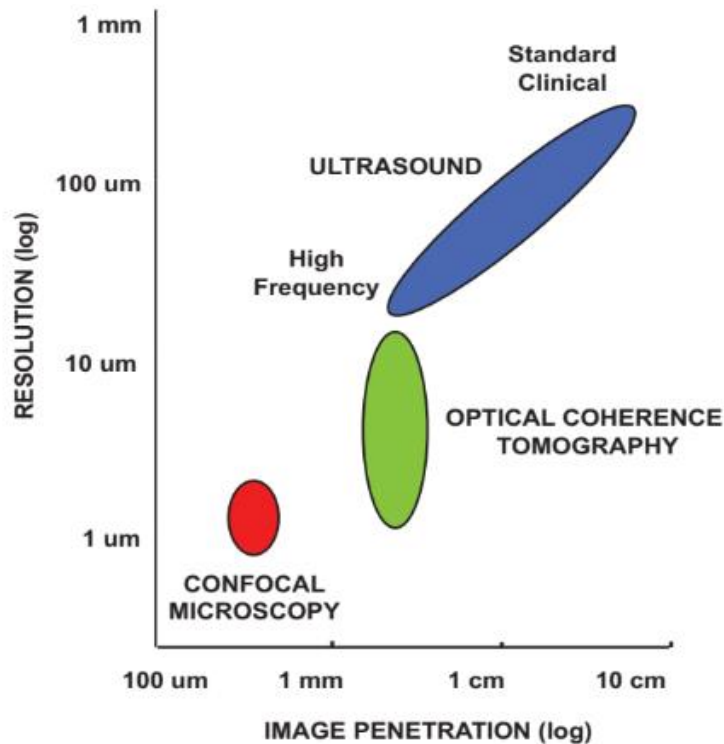 1 mm
Standard
Clinical
ULTRASOUND
100 um
High
Frequency
RESOLUTION (log)
10 um
OPTICAL COHERENCE
TOMOGRAPHY
1 um
CONFOCAL
MICROSCOPY
100 um
1 mm
1 cm
10 cm
IMAGE PENETRATION (log)